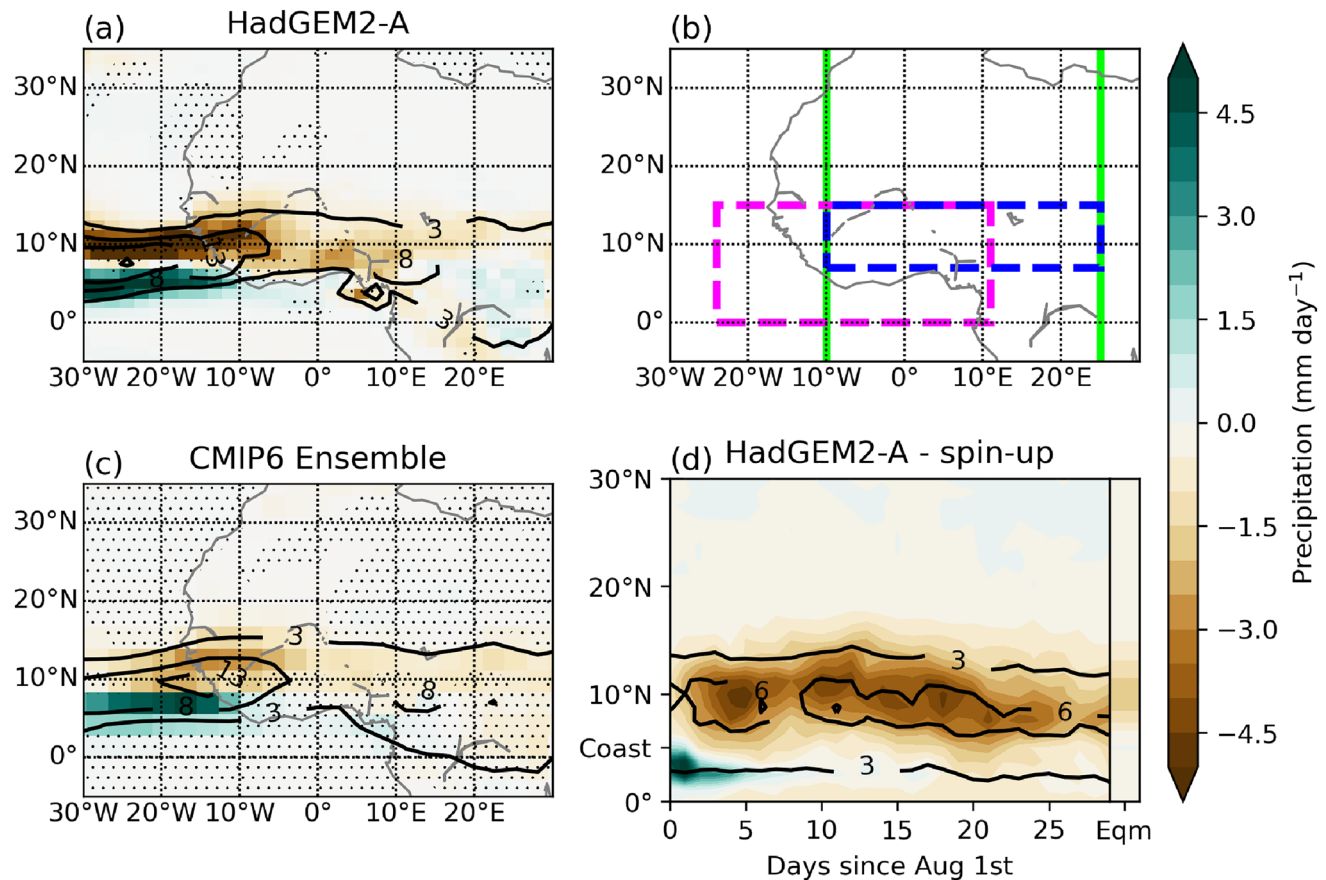 (a) HadGEM2-A
30°N
20°N
10°N
0°
3
8
3
8
3
30°W 20°W 10°W 0° 10°E 20°E
(b)
30°N
20°N
10°N
0°
30°W 20°W 10°W 0° 10°E 20°E
(c) CMIP6 Ensemble
30°N
20°N
10°N
0°
3
13
8
8
3
30°W 20°W 10°W 0° 10°E 20°E
(d) HadGEM2-A - spin-up
30°N
20°N
10°N
Coast
0°
3
6
6
3
0 5 10 15 20 25 Eqm
Days since Aug 1st
4.5
3.0
1.5
0.0
−1.5
−3.0
−4.5
Precipitation (mm day⁻¹)